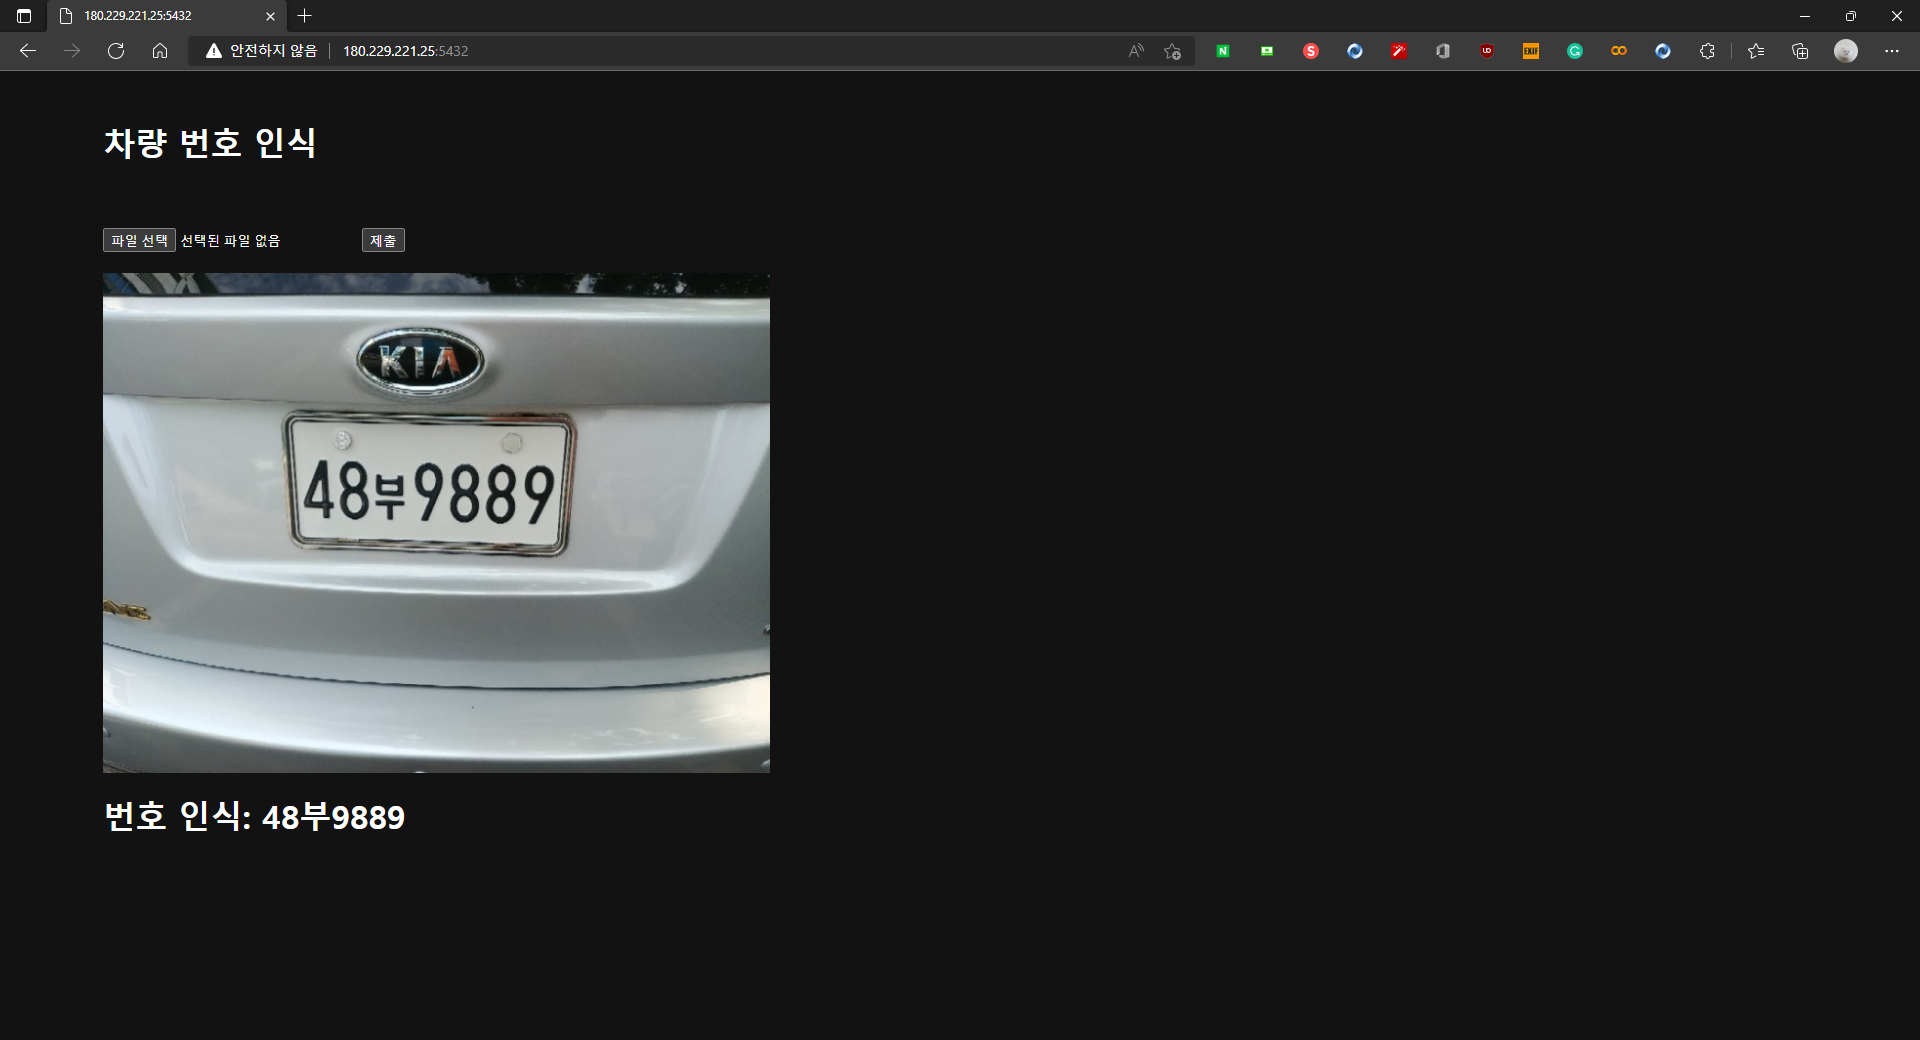 180.229.221.25:5432
안전하지 않음 180.229.221.25:5432
차량 번호 인식
파일 선택 선택된 파일 없음 제출
KIA
48부9889
번호 인식: 48부9889